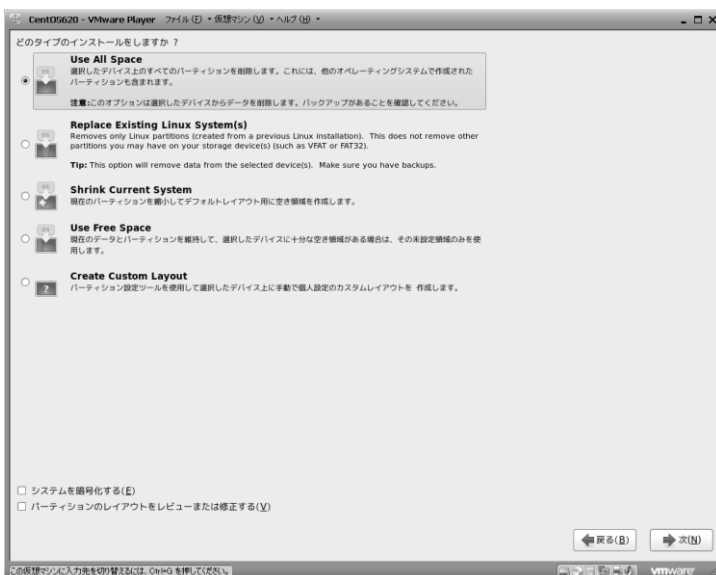 CentOS620 - VMware Player ファイル(F) ▾ 仮想マシン(V) ▾ ヘルプ(H) ▾
どのタイプのインストールをしますか ?
Use All Space
選択したデバイス上のすべてのパーティションを削除します。これには、他のオペレーティングシステムで作成された
パーティションも含まれます。
注意:このオプションは選択したデバイスからデータを削除します。バックアップがあることを確認してください。
Replace Existing Linux System(s)
Removes only Linux partitions (created from a previous Linux installation). This does not remove other
partitions you may have on your storage device(s) (such as VFAT or FAT32).
Tip: This option will remove data from the selected device(s). Make sure you have backups.
Shrink Current System
現在のパーティションを縮小してデフォルトレイアウト用に空き領域を作成します。
Use Free Space
現在のデータとパーティションを維持して、選択したデバイスに十分な空き領域がある場合は、その未設定領域のみを使
用します。
Create Custom Layout
パーティション設定ツールを使用して選択したデバイス上に手動で個人設定のカスタムレイアウトを 作成します。
システムを暗号化する(E)
パーティションのレイアウトをレビューまたは修正する(V)
戻る(B) 次(N)
この仮想マシンに入力先を切り替えるには、Ctrl+G を押してください。 vmware